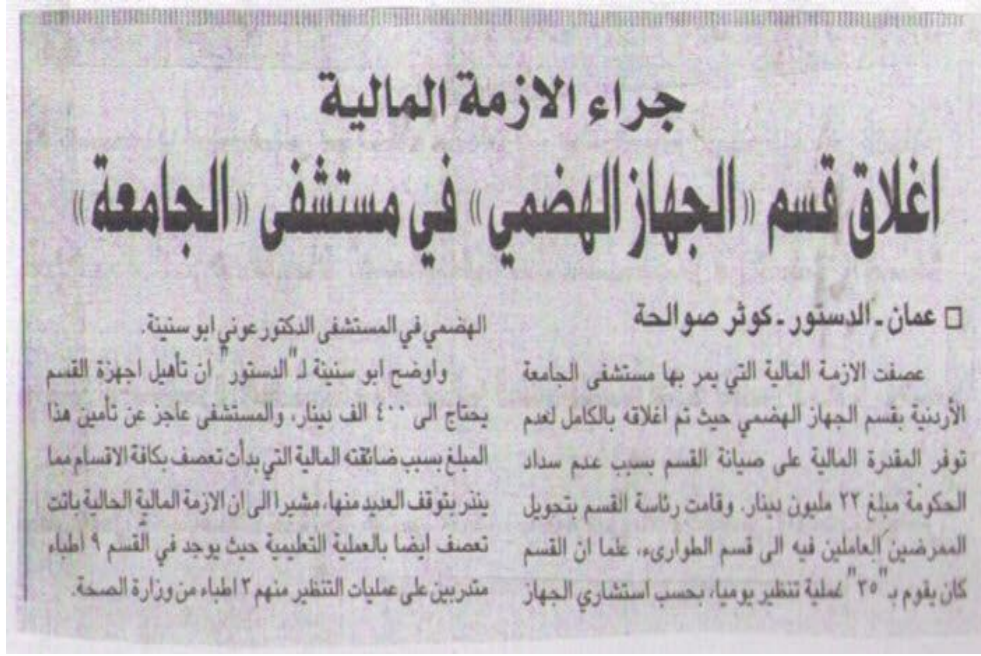 جراء الازمة المالية
اغلاق قسم «الجهاز الهضمي» في مستشفى «الجامعة»
□ عمان ـ الدستور ـ كوثر صوالحة
عصفت الازمة المالية التي يمر بها مستشفى الجامعة
الأردنية بقسم الجهاز الهضمي حيث تم اغلاقه بالكامل لعدم
توفر المقدرة المالية على صيانة القسم بسبب عدم سداد
الحكومة مبلغ ٢٢ مليون دينار. وقامت رئاسة القسم بتحويل
الممرضين العاملين فيه الى قسم الطوارىء، علما ان القسم
كان يقوم بـ "٣٥" عملية تنظير يوميا، بحسب استشاري الجهاز
الهضمي في المستشفى الدكتور عوني ابو سنينة.
واوضح ابو سنينة لـ "الدستور" ان تأهيل اجهزة القسم
يحتاج الى ٤٠٠ الف دينار، والمستشفى عاجز عن تأمين هذا
المبلغ بسبب ضائقته المالية التي بدأت تعصف بكافة الاقسام مما
ينذر بتوقف العديد منها، مشيرا الى ان الازمة المالية الحالية باتت
تعصف ايضا بالعملية التعليمية حيث يوجد في القسم ٩ اطباء
متدربين على عمليات التنظير منهم ٣ اطباء من وزارة الصحة.